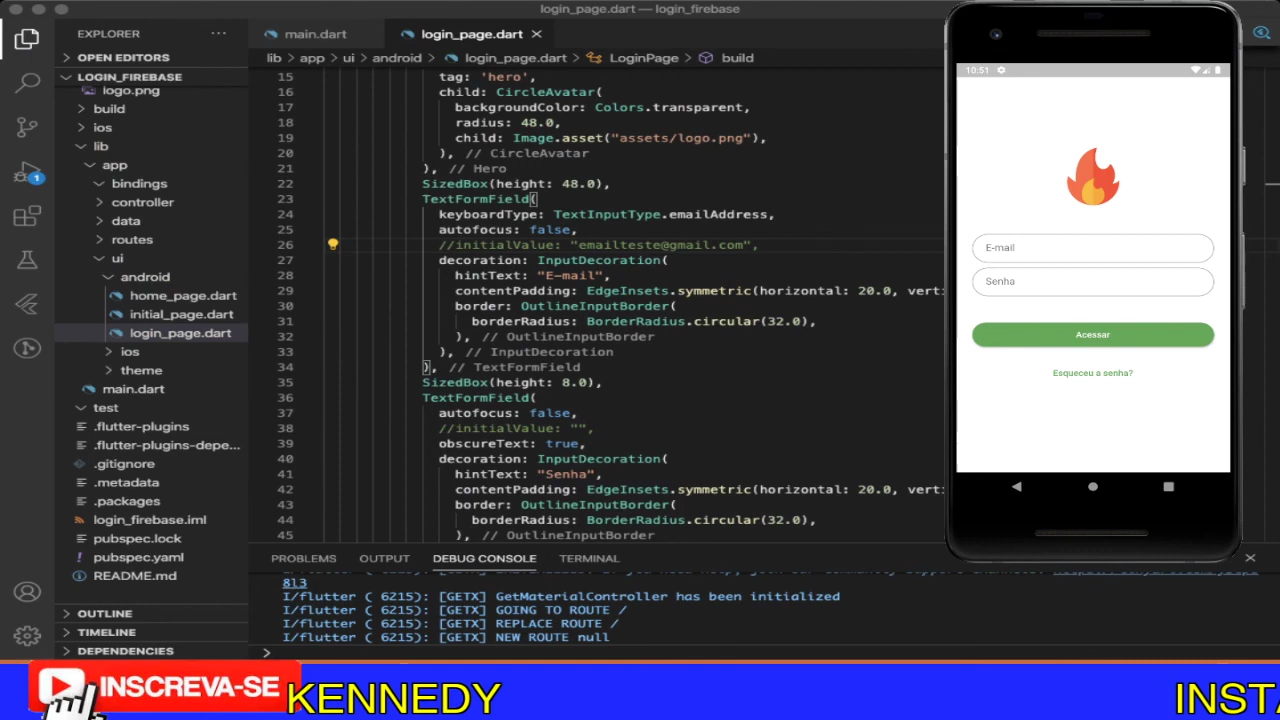 login_page.dart — login_firebase
EXPLORER
OPEN EDITORS
LOGIN_FIREBASE
logo.png
build
ios
lib
app
bindings
controller
data
routes
ui
android
home_page.dart
initial_page.dart
login_page.dart
ios
theme
main.dart
test
.flutter-plugins
.flutter-plugins-depe...
.gitignore
.metadata
.packages
login_firebase.iml
pubspec.lock
pubspec.yaml
README.md
OUTLINE
TIMELINE
DEPENDENCIES
1
main.dart
login_page.dart
lib > app > ui > android > login_page.dart > LoginPage > build
15 tag: 'hero',
16 child: CircleAvatar(
17 backgroundColor: Colors.transparent,
18 radius: 48.0,
19 child: Image.asset("assets/logo.png"),
20 ), // CircleAvatar
21 ), // Hero
22 SizedBox(height: 48.0),
23 TextFormField(
24 keyboardType: TextInputType.emailAddress,
25 autofocus: false,
26 //initialValue: "emailteste@gmail.com",
27 decoration: InputDecoration(
28 hintText: "E-mail",
29 contentPadding: EdgeInsets.symmetric(horizontal: 20.0, verti
30 border: OutlineInputBorder(
31 borderRadius: BorderRadius.circular(32.0),
32 ), // OutlineInputBorder
33 ), // InputDecoration
34 ), // TextFormField
35 SizedBox(height: 8.0),
36 TextFormField(
37 autofocus: false,
38 //initialValue: "",
39 obscureText: true,
40 decoration: InputDecoration(
41 hintText: "Senha",
42 contentPadding: EdgeInsets.symmetric(horizontal: 20.0, verti
43 border: OutlineInputBorder(
44 borderRadius: BorderRadius.circular(32.0),
45 ), // OutlineInputBorder
PROBLEMS OUTPUT DEBUG CONSOLE TERMINAL
813
I/flutter ( 6215): [GETX] GetMaterialController has been initialized
I/flutter ( 6215): [GETX] GOING TO ROUTE /
I/flutter ( 6215): [GETX] REPLACE ROUTE /
I/flutter ( 6215): [GETX] NEW ROUTE null
>
10:51
E-mail
Senha
Acessar
Esqueceu a senha?
INSCREVA-SE
KENNEDY
INSTA